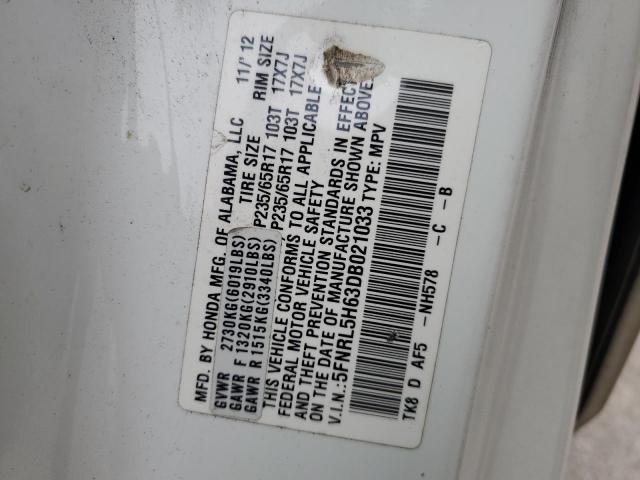 MFD. BY HONDA MFG. OF ALABAMA, LLC 11/ 12
TIRE SIZE RIM SIZE
GVWR 2730KG(6019LBS)
GAWR F 1320KG(2910LBS) P235/65R17 103T 17X7J
GAWR R 1515KG(3340LBS) P235/65R17 103T 17X7J
THIS VEHICLE CONFORMS TO ALL APPLICABLE
FEDERAL MOTOR VEHICLE SAFETY
AND THEFT PREVENTION STANDARDS IN EFFECT
ON THE DATE OF MANUFACTURE SHOWN ABOVE.
V.I.N.:5FNRL5H63DB021033 TYPE: MPV
TK8 D AF5 -NH578 -C -B